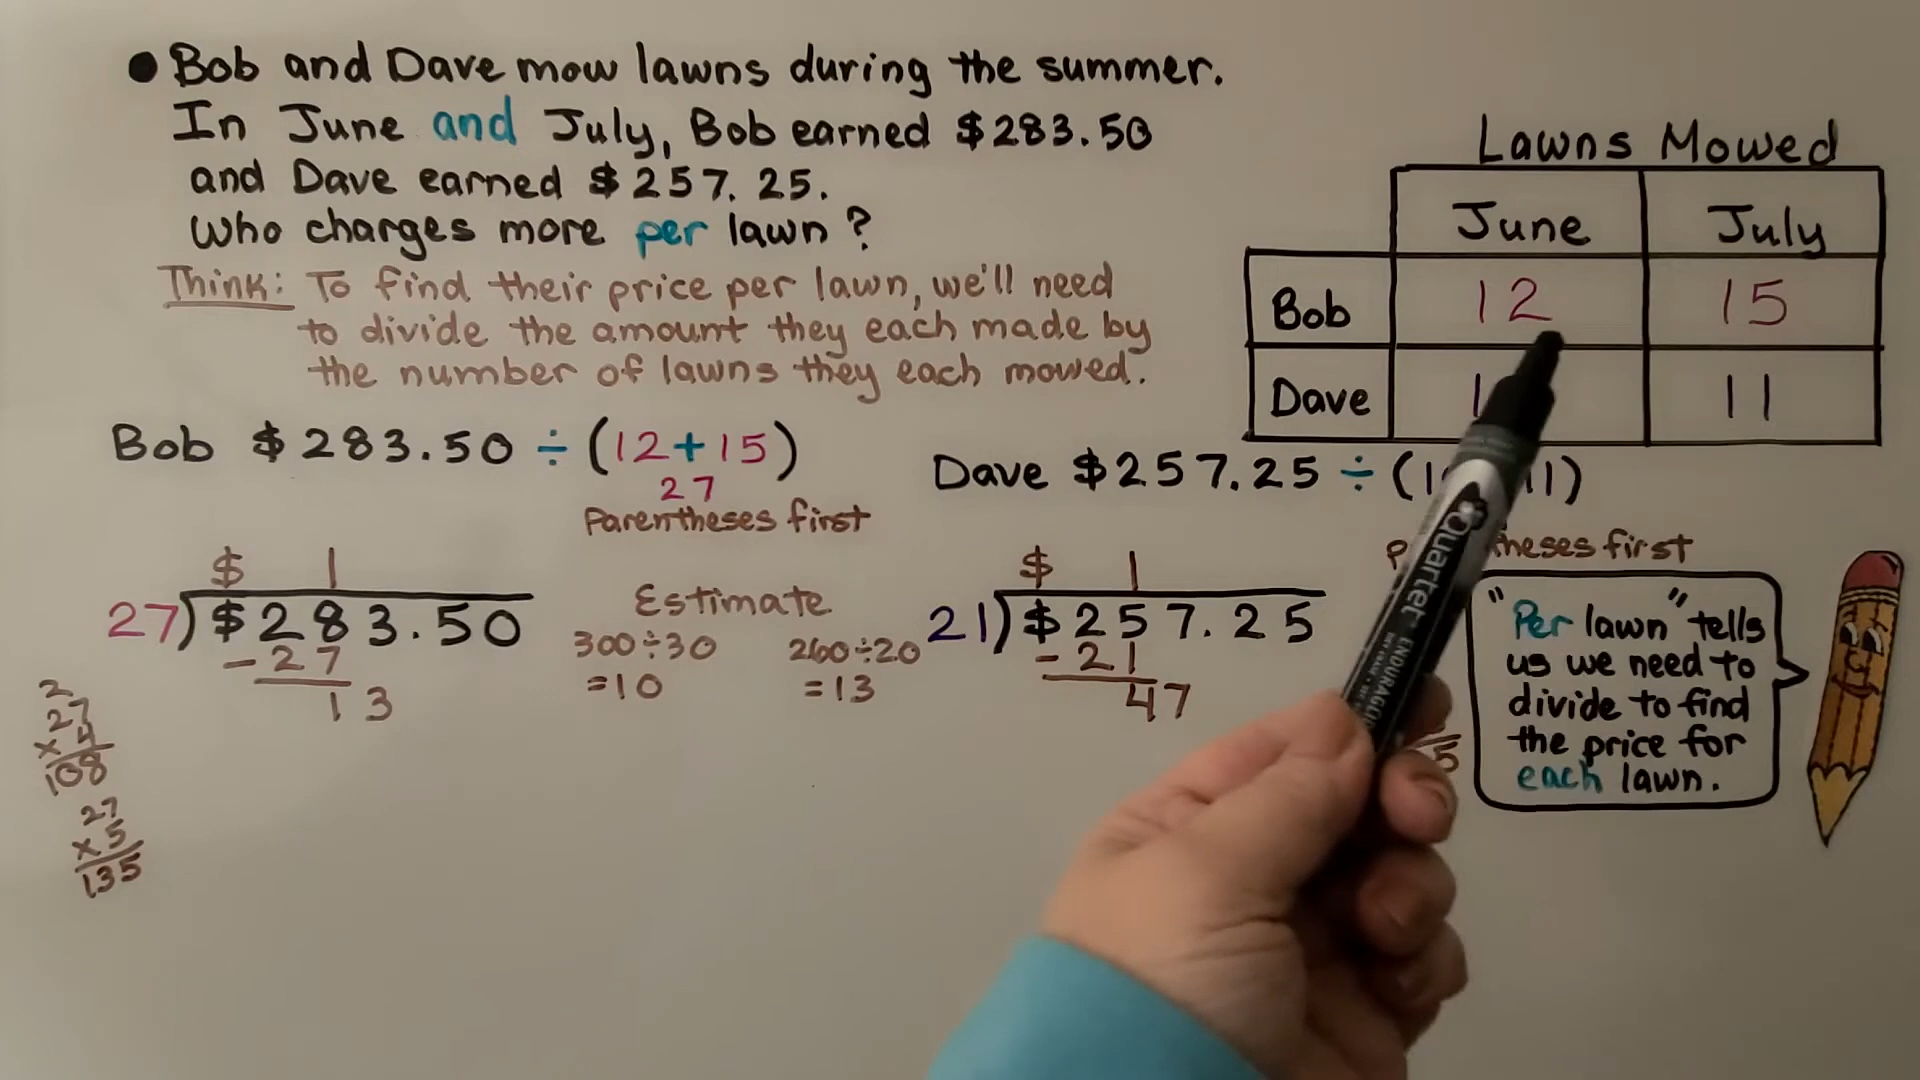 • Bob and Dave mow lawns during the summer.
In June and July, Bob earned $283.50
and Dave earned $257.25.
Who charges more per lawn?
Think: To find their price per lawn, we'll need
to divide the amount they each made by
the number of lawns they each mowed.
Lawns Mowed
June July
Bob 12 15
Dave 11
Bob $283.50 ÷ (12+15)
27
Parentheses first
Dave $257.25 ÷ (
first
$ 1
27)$283.50
-27
13
2
27
x 4
108
27
x5
135
Estimate
300÷30
=10
260÷20
=13
$ 1
21)$257.25
-21
47
Quartet
ENDURAGLIDE
"Per lawn" tells
us we need to
divide to find
the price for
each lawn.